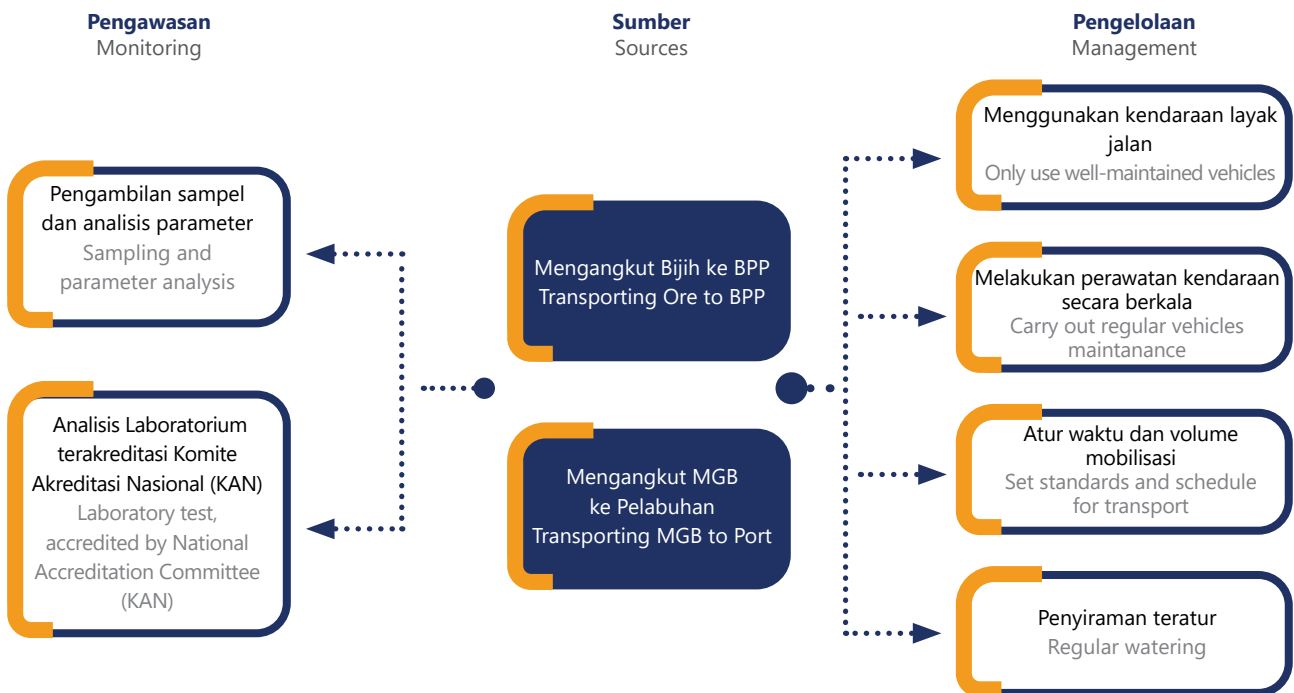 Pengawasan
Monitoring
Pengambilan sampel
dan analisis parameter
Sampling and
parameter analysis
Analisis Laboratorium
terakreditasi Komite
Akreditasi Nasional (KAN)
Laboratory test,
accredited by National
Accreditation Committee
(KAN)
Sumber
Sources
Mengangkut Bijih ke BPP
Transporting Ore to BPP
Mengangkut MGB
ke Pelabuhan
Transporting MGB to Port
Pengelolaan
Management
Menggunakan kendaraan layak
jalan
Only use well-maintained vehicles
Melakukan perawatan kendaraan
secara berkala
Carry out regular vehicles
maintanance
Atur waktu dan volume
mobilisasi
Set standards and schedule
for transport
Penyiraman teratur
Regular watering